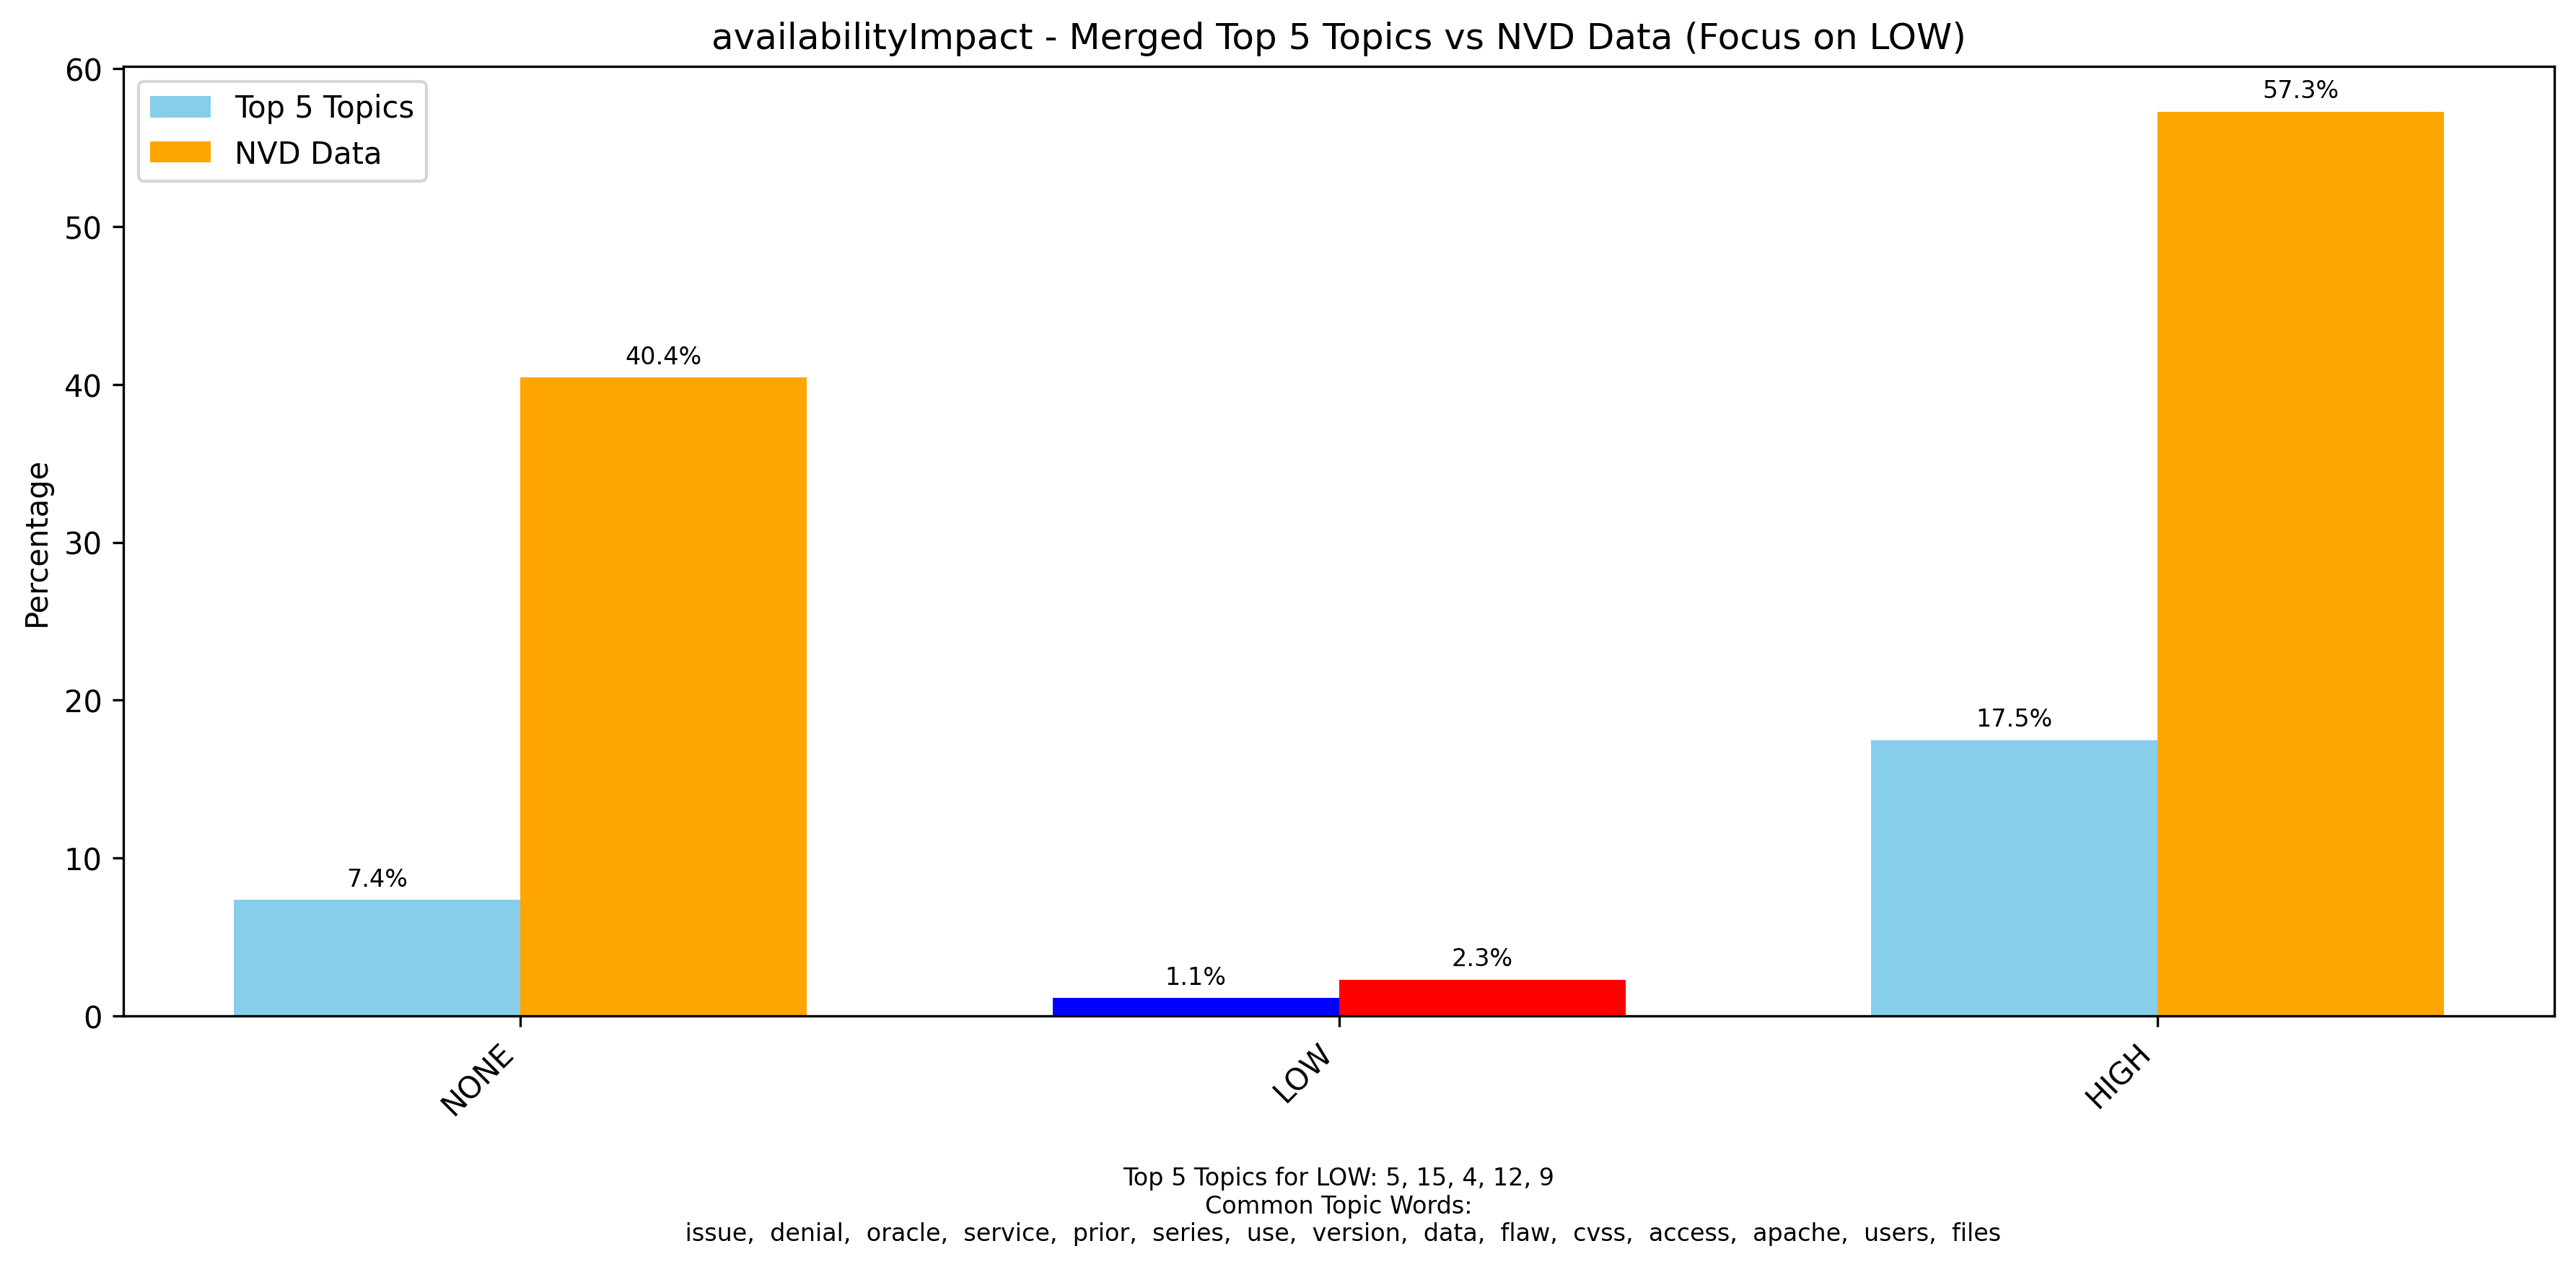 availabilityImpact - Merged Top 5 Topics vs NVD Data (Focus on LOW)
Top 5 Topics
NVD Data
Percentage
60
50
40
30
20
10
0
7.4%
40.4%
1.1%
2.3%
17.5%
57.3%
NONE
LOW
HIGH
Top 5 Topics for LOW: 5, 15, 4, 12, 9
Common Topic Words:
issue, denial, oracle, service, prior, series, use, version, data, flaw, cvss, access, apache, users, files